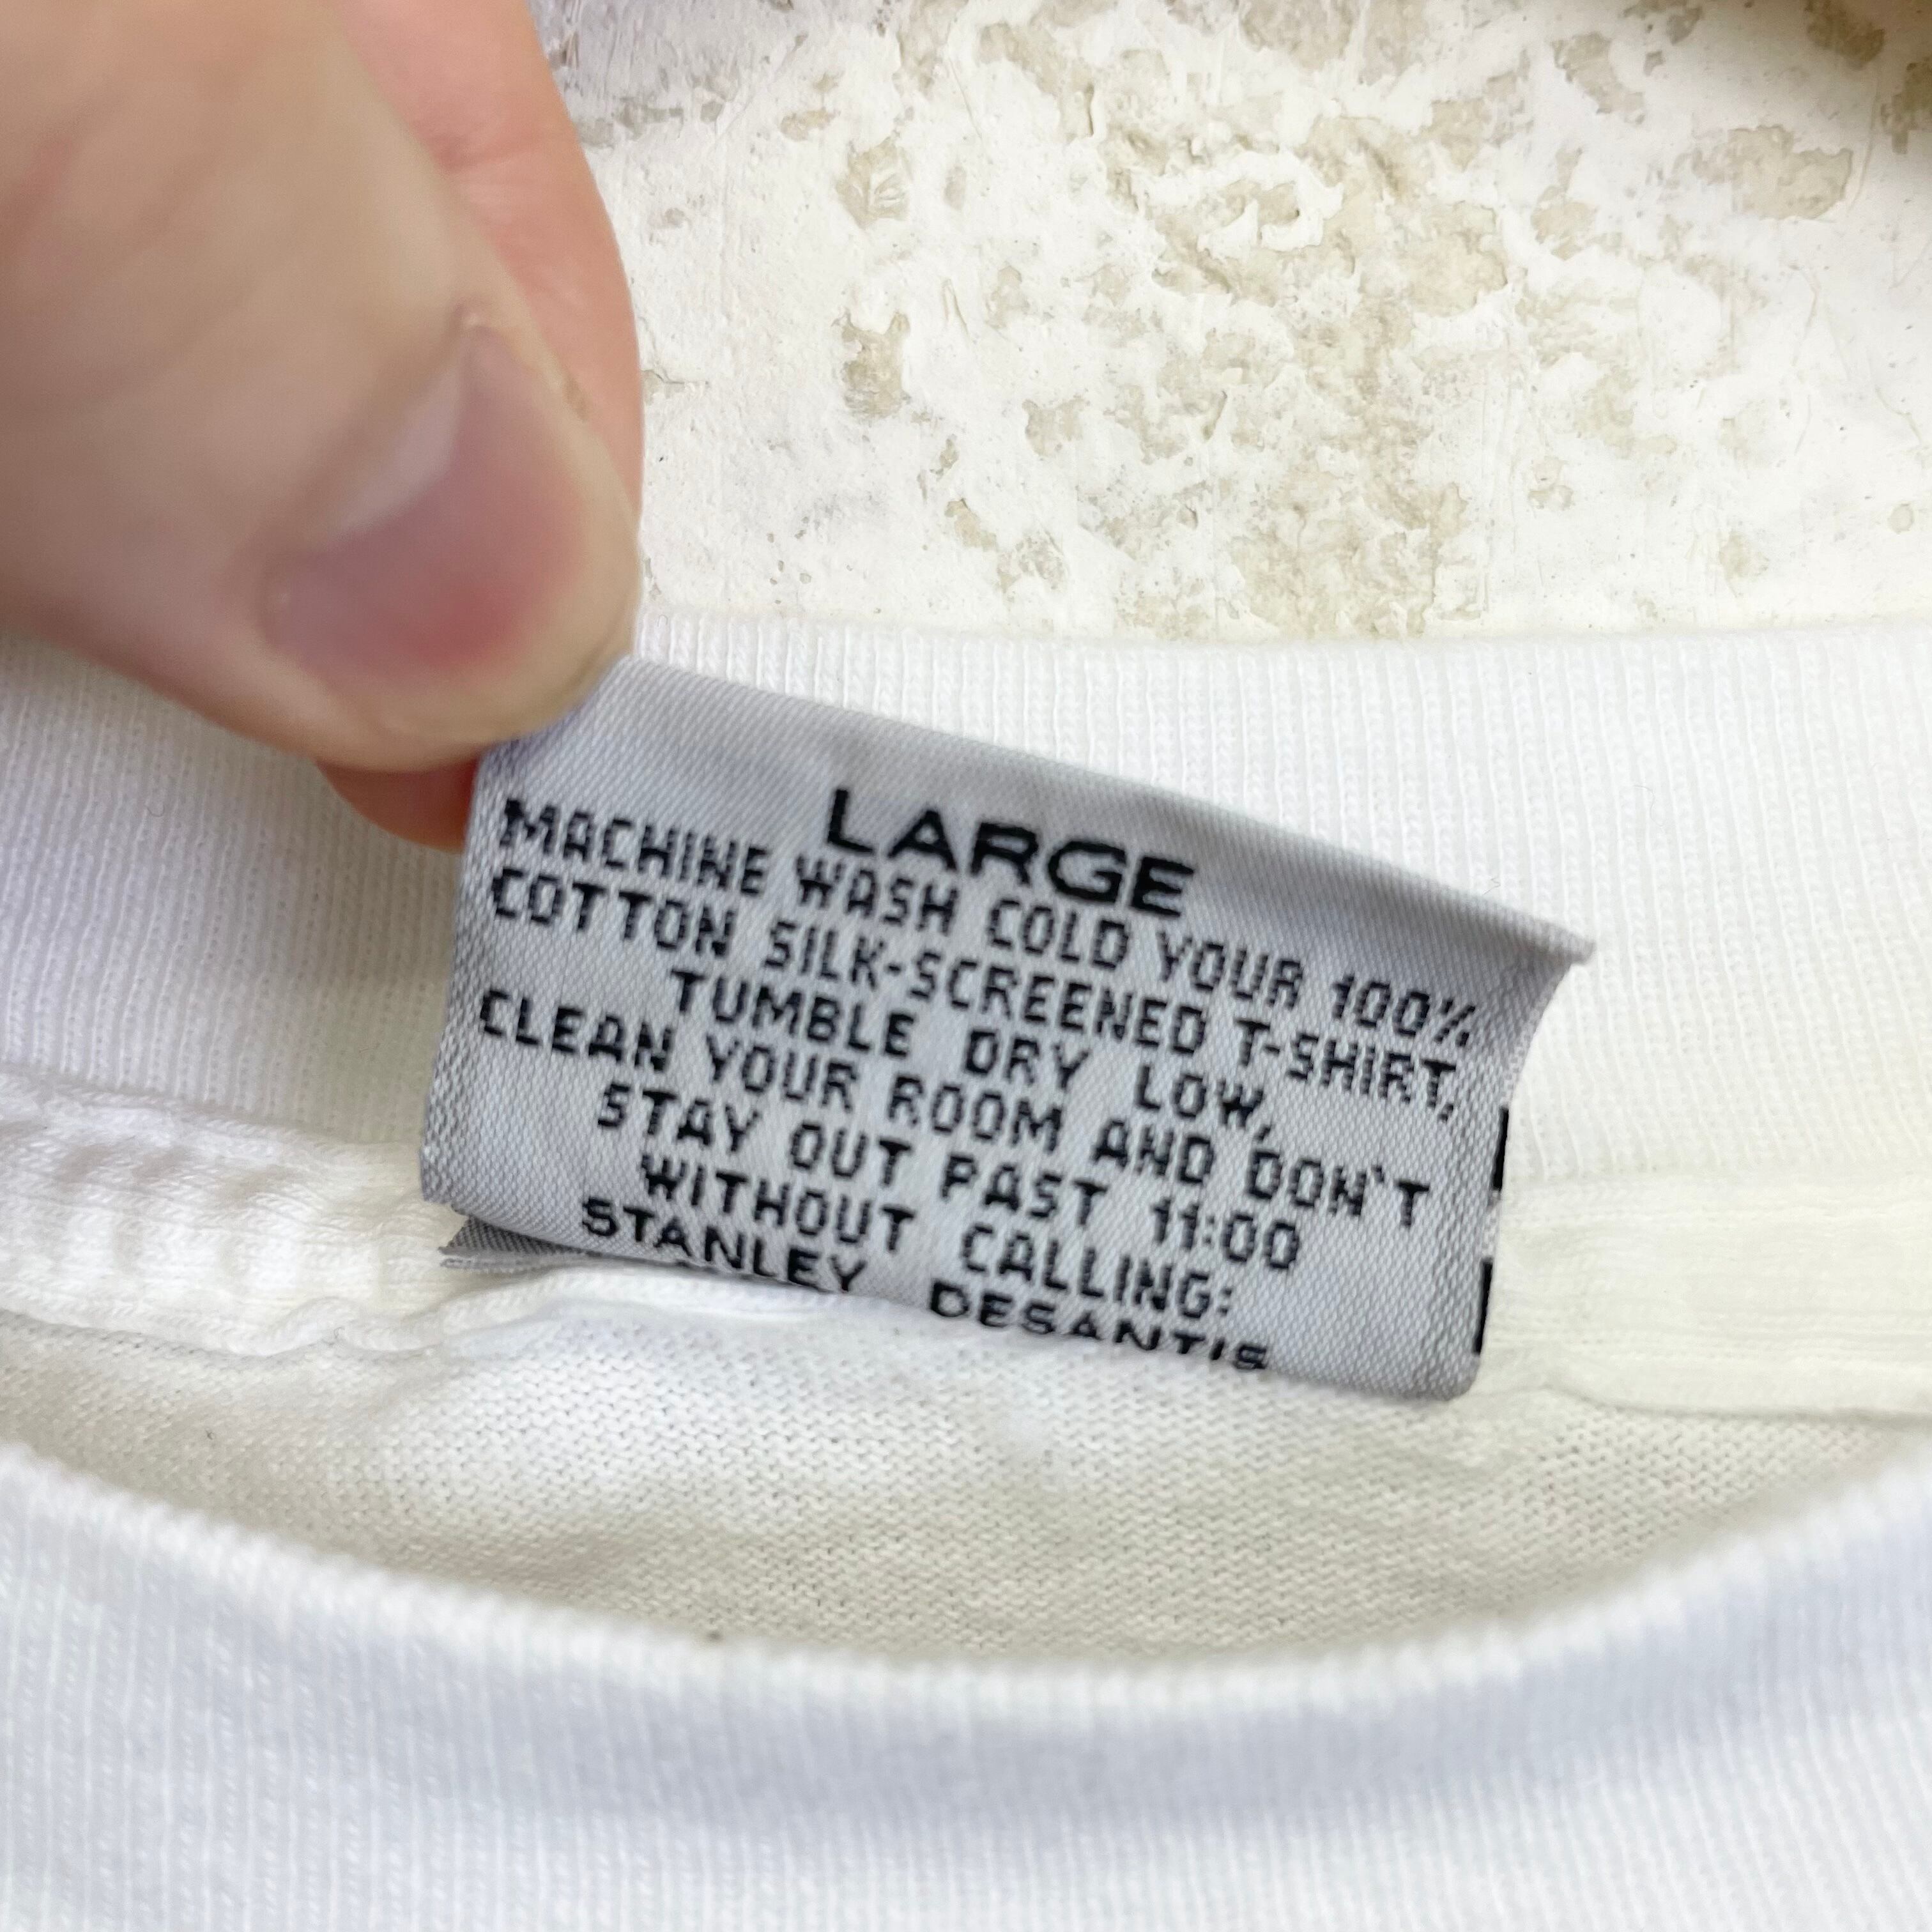 LARGE
MACHINE WASH COLD YOUR 100%
COTTON SILK-SCREENED T-SHIRT,
TUMBLE DRY LOW,
CLEAN YOUR ROOM AND DON'T
STAY OUT PAST 11:00
WITHOUT CALLING:
STANLEY DESANTIS